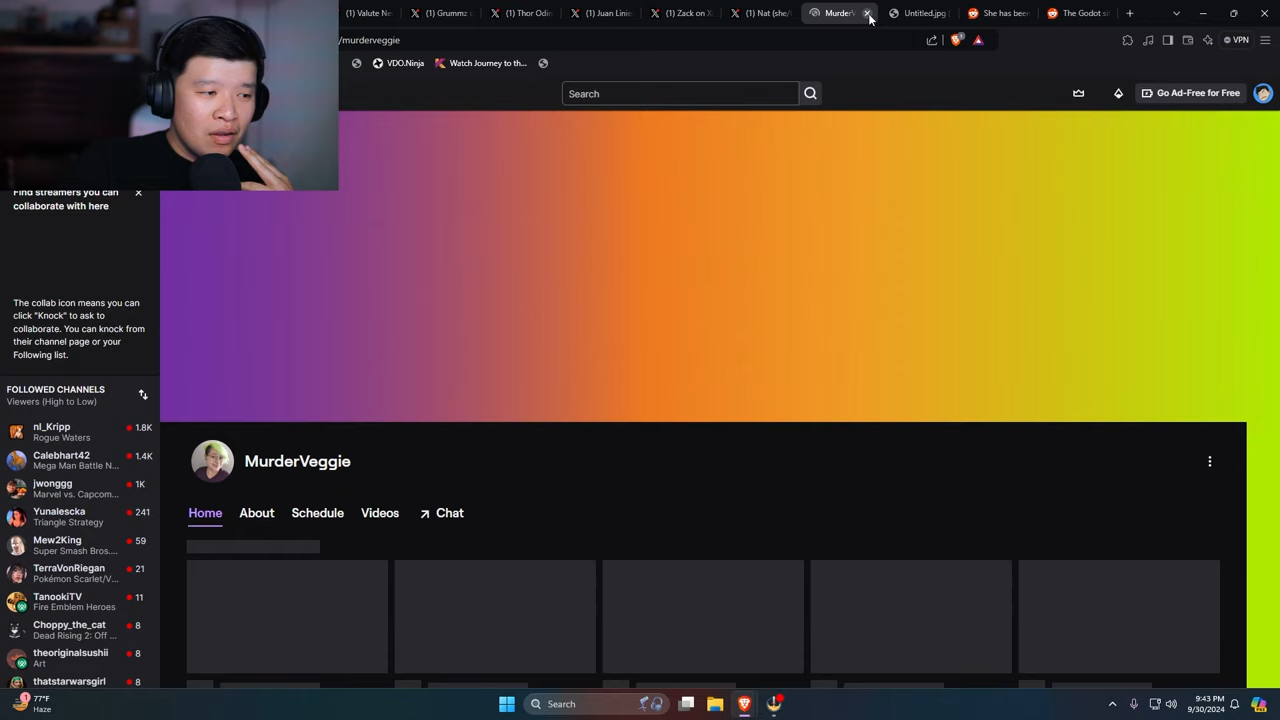 (1) Valute Ne
(1) Grummz
(1) Thor Odin
(1) Juan Linie
(1) Zack on X
(1) Nat (she/
MurderV
Untitled.jpg (
She has been
The Godot si
/murderveggie
VPN
VDO.Ninja
Watch Journey to th...
Search
Go Ad-Free for Free
Find streamers you can
collaborate with here
The collab icon means you can
click "Knock" to ask to
collaborate. You can knock from
their channel page or your
Following list.
FOLLOWED CHANNELS
Viewers (High to Low)
nl_Kripp
1.8K
Rogue Waters
Calebhart42
1.4K
Mega Man Battle N...
jwonggg
1K
Marvel vs. Capcom...
Yunalescka
241
Triangle Strategy
Mew2King
59
Super Smash Bros....
TerraVonRiegan
21
Pokémon Scarlet/V...
TanookiTV
11
Fire Emblem Heroes
Choppy_the_cat
8
Dead Rising 2: Off ...
theoriginalsushii
8
Art
thatstarwarsgirl
8
MurderVeggie
Home
About
Schedule
Videos
Chat
77°F
Haze
Search
9:43 PM
9/30/2024